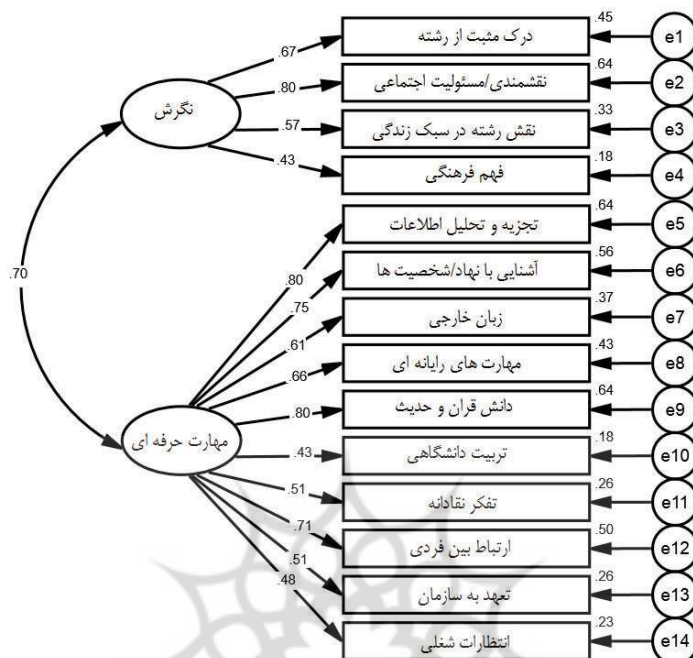 .45
درک مثبت از رشته
e1
.67
.64
نقشمندی/مسئولیت اجتماعی
e2
.80
نگرش
.33
نقش رشته در سبک زندگی
e3
.57
.18
فهم فرهنگی
e4
.43
.64
تجزیه و تحلیل اطلاعات
e5
.80
.56
آشنایی با نهاد/شخصیت ها
e6
.75
.70
.37
زبان خارجی
e7
.61
.43
مهارت های رایانه ای
e8
.66
.64
دانش قران و حدیث
e9
.80
مهارت حرفه ای
.18
تربیت دانشگاهی
e10
.43
.26
تفکر نقادانه
e11
.51
.50
ارتباط بین فردی
e12
.71
.26
تعهد به سازمان
e13
.51
.23
انتظارات شغلی
e14
.48